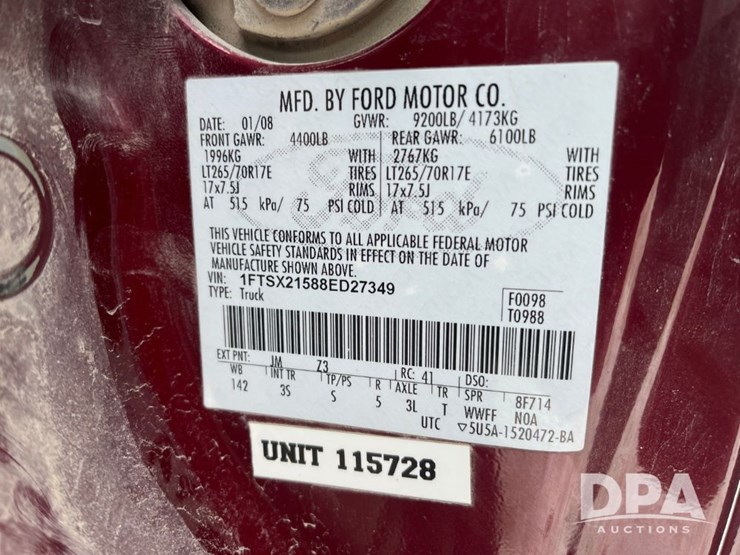 MFD. BY FORD MOTOR CO.
DATE: 01/08 GVWR: 9200LB/ 4173KG
FRONT GAWR: 4400LB REAR GAWR: 6100LB
1996KG WITH 2767KG WITH
LT265/70R17E TIRES LT265/70R17E TIRES
17x7.5J RIMS 17x7.5J RIMS
AT 515 kPa/ 75 PSI COLD AT 515 kPa/ 75 PSI COLD
THIS VEHICLE CONFORMS TO ALL APPLICABLE FEDERAL MOTOR
VEHICLE SAFETY STANDARDS IN EFFECT ON THE DATE OF
MANUFACTURE SHOWN ABOVE.
VIN: 1FTSX21588ED27349
TYPE: Truck
F0098
T0988
EXT PNT: JM Z3 RC: 41 DSO:
WB INT TR TP/PS R AXLE TR SPR 8F714
142 3S S 5 3L T WWFF NOA
UTC ▽5U5A-1520472-BA
UNIT 115728
DPA
AUCTIONS